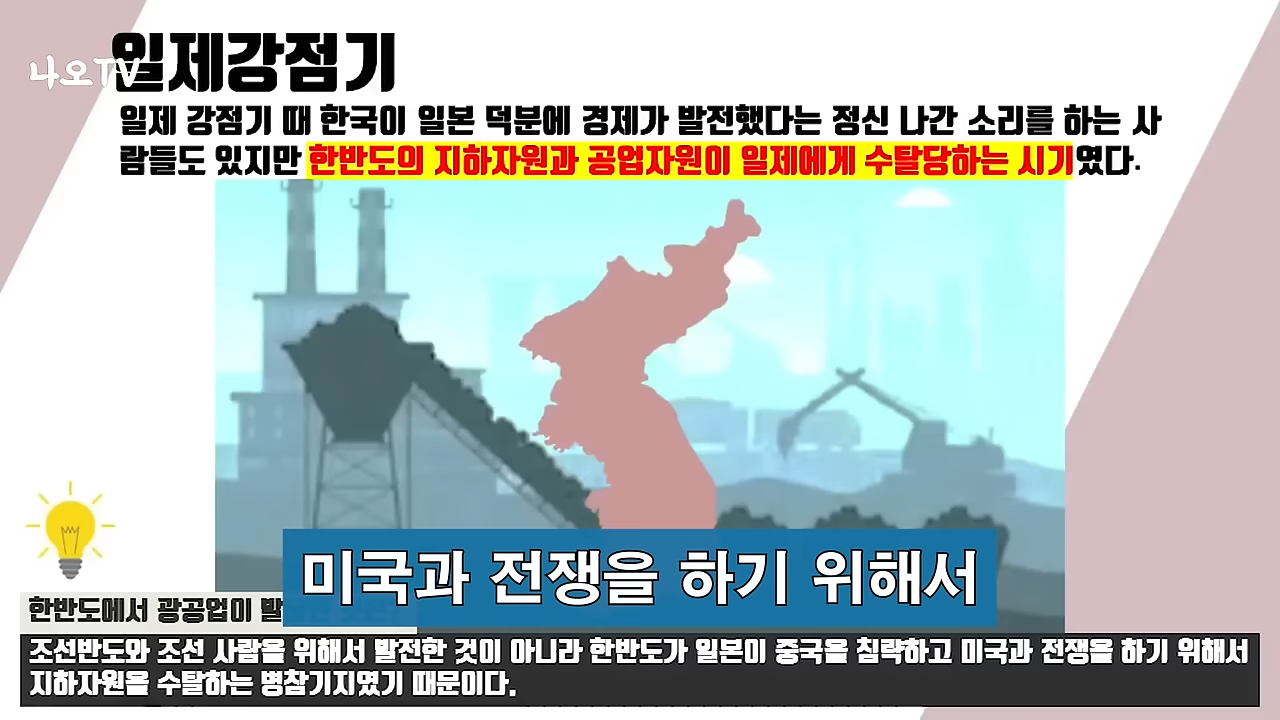 일제강점기
나오TV
일제 강점기 때 한국이 일본 덕분에 경제가 발전했다는 정신 나간 소리를 하는 사
람들도 있지만 한반도의 지하자원과 공업자원이 일제에게 수탈당하는 시기였다.
미국과 전쟁을 하기 위해서
한반도에서 광공업이
조선반도와 조선 사람을 위해서 발전한 것이 아니라 한반도가 일본이 중국을 침략하고 미국과 전쟁을 하기 위해서
지하자원을 수탈하는 병참기지였기 때문이다.